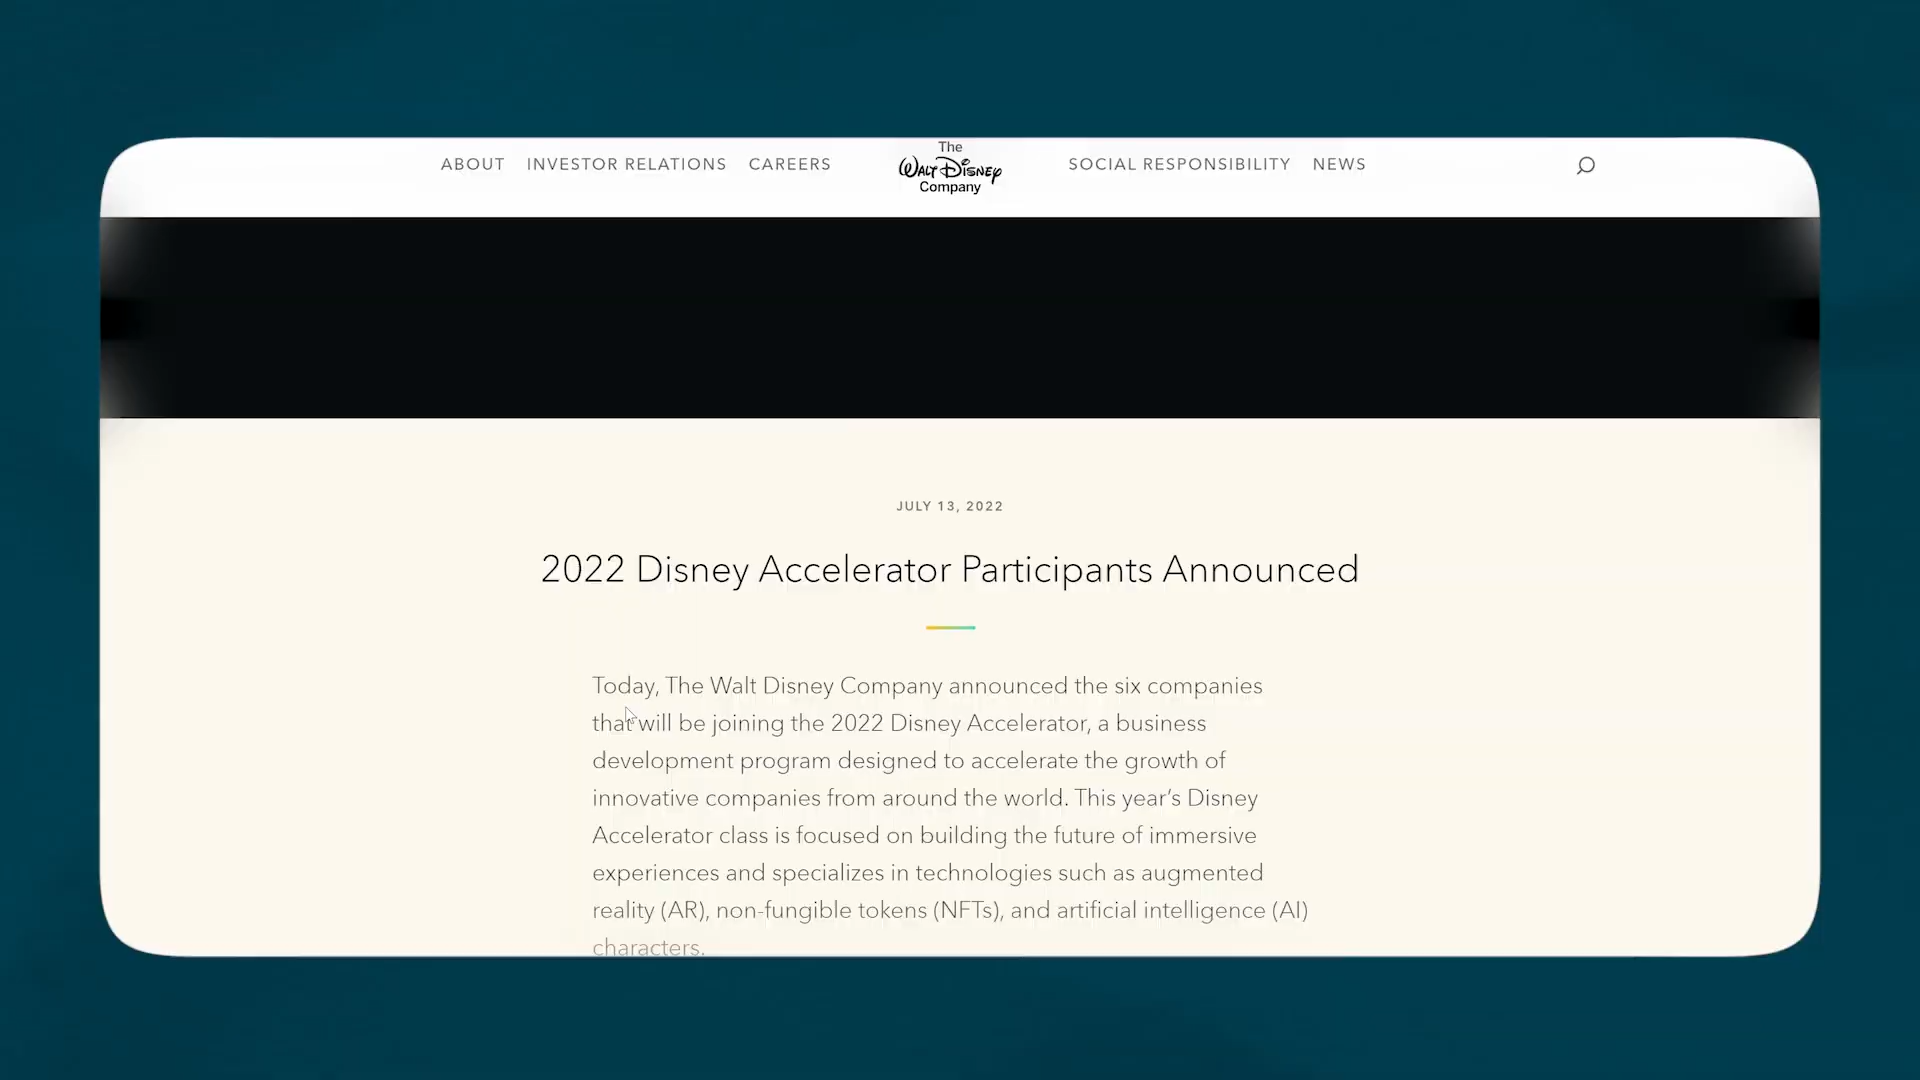 ABOUT INVESTOR RELATIONS CAREERS The Walt Disney Company SOCIAL RESPONSIBILITY NEWS
JULY 13, 2022
2022 Disney Accelerator Participants Announced
Today, The Walt Disney Company announced the six companies
that will be joining the 2022 Disney Accelerator, a business
development program designed to accelerate the growth of
innovative companies from around the world. This year’s Disney
Accelerator class is focused on building the future of immersive
experiences and specializes in technologies such as augmented
reality (AR), non-fungible tokens (NFTs), and artificial intelligence (AI)
characters.